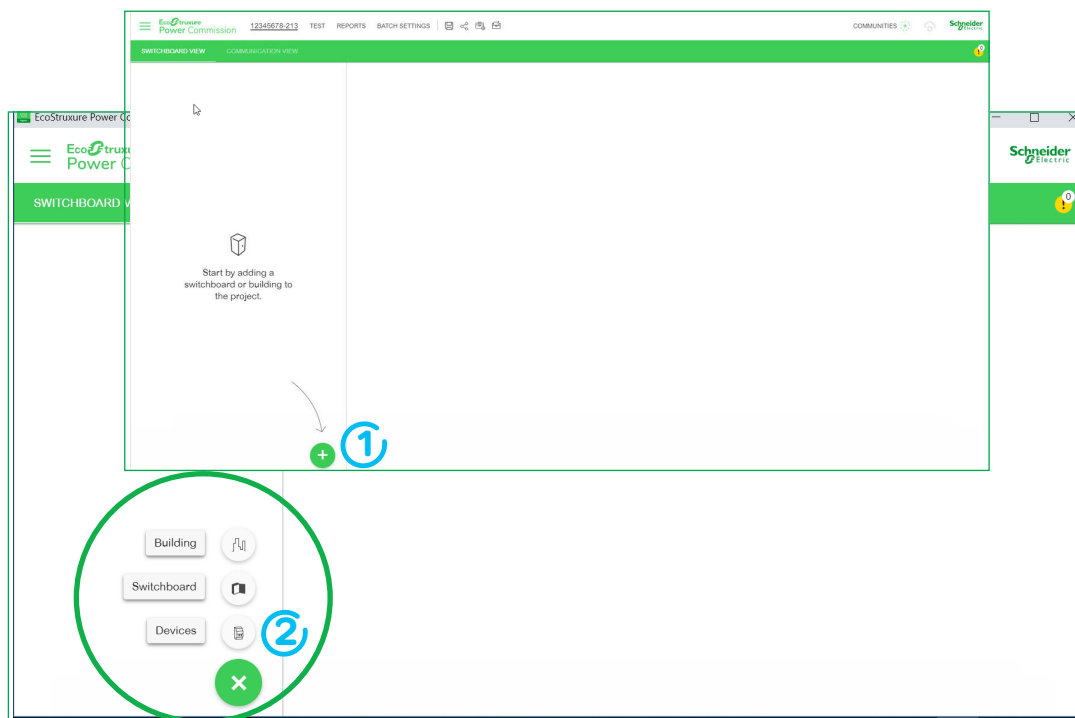 EcoStruxure
Power Commission
12345678-213 TEST REPORTS BATCH SETTINGS
COMMUNITIES
Schneider
Electric
SWITCHBOARD VIEW COMMUNICATION VIEW
0
EcoStruxure Power Co
Eco Struxu
Power C
Schneider
Electric
SWITCHBOARD V
0
Start by adding a
switchboard or building to
the project.
1
Building
Switchboard
Devices
2